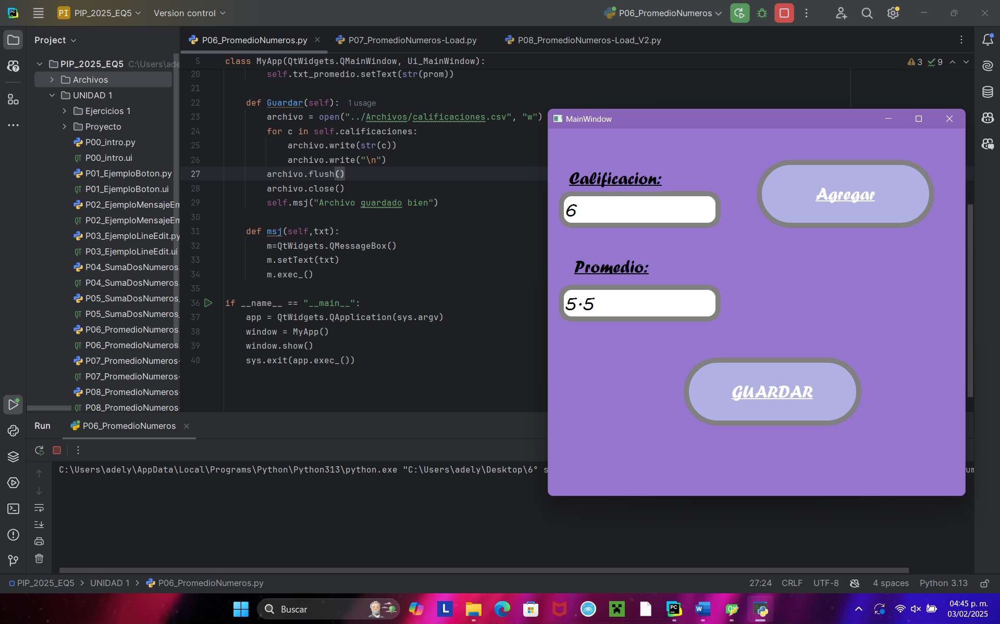 PI PIP_2025_EQ5 Version control P06_PromedioNumeros
Project
P06_PromedioNumeros.py P07_PromedioNumeros-Load.py P08_PromedioNumeros-Load_V2.py
PIP_2025_EQ5 C:\Users\ade
Archivos
UNIDAD 1
Ejercicios 1
Proyecto
P00_intro.py
P00_intro.ui
P01_EjemploBoton.py
P01_EjemploBoton.ui
P02_EjemploMensajeEm
P02_EjemploMensajeEm
P03_EjemploLineEdit.py
P03_EjemploLineEdit.ui
P04_SumaDosNumeros.
P04_SumaDosNumeros.
P05_SumaDosNumeros_
P05_SumaDosNumeros_
P06_PromedioNumeros.
P06_PromedioNumeros.
P07_PromedioNumeros-
P07_PromedioNumeros-
P08_PromedioNumeros-
P08_PromedioNumeros-
5 class MyApp(QtWidgets.QMainWindow, Ui_MainWindow): 3 9
20 self.txt_promedio.setText(str(prom))
21
22 def Guardar(self): 1 usage
23 archivo = open("../Archivos/calificaciones.csv", "w")
24 for c in self.calificaciones:
25 archivo.write(str(c))
26 archivo.write("\n")
27 archivo.flush()
28 archivo.close()
29 self.msj("Archivo guardado bien")
30
31 def msj(self,txt):
32 m=QtWidgets.QMessageBox()
33 m.setText(txt)
34 m.exec_()
35
36 if __name__ == "__main__":
37 app = QtWidgets.QApplication(sys.argv)
38 window = MyApp()
39 window.show()
40 sys.exit(app.exec_())
MainWindow
Calificacion:
6
Agregar
Promedio:
5.5
GUARDAR
Run P06_PromedioNumeros
C:\Users\adely\AppData\Local\Programs\Python\Python313\python.exe "C:\Users\adely\Desktop\6° s um
PIP_2025_EQ5 > UNIDAD 1 > P06_PromedioNumeros.py 27:24 CRLF UTF-8 4 spaces Python 3.13
Buscar
04:45 p. m.
03/02/2025